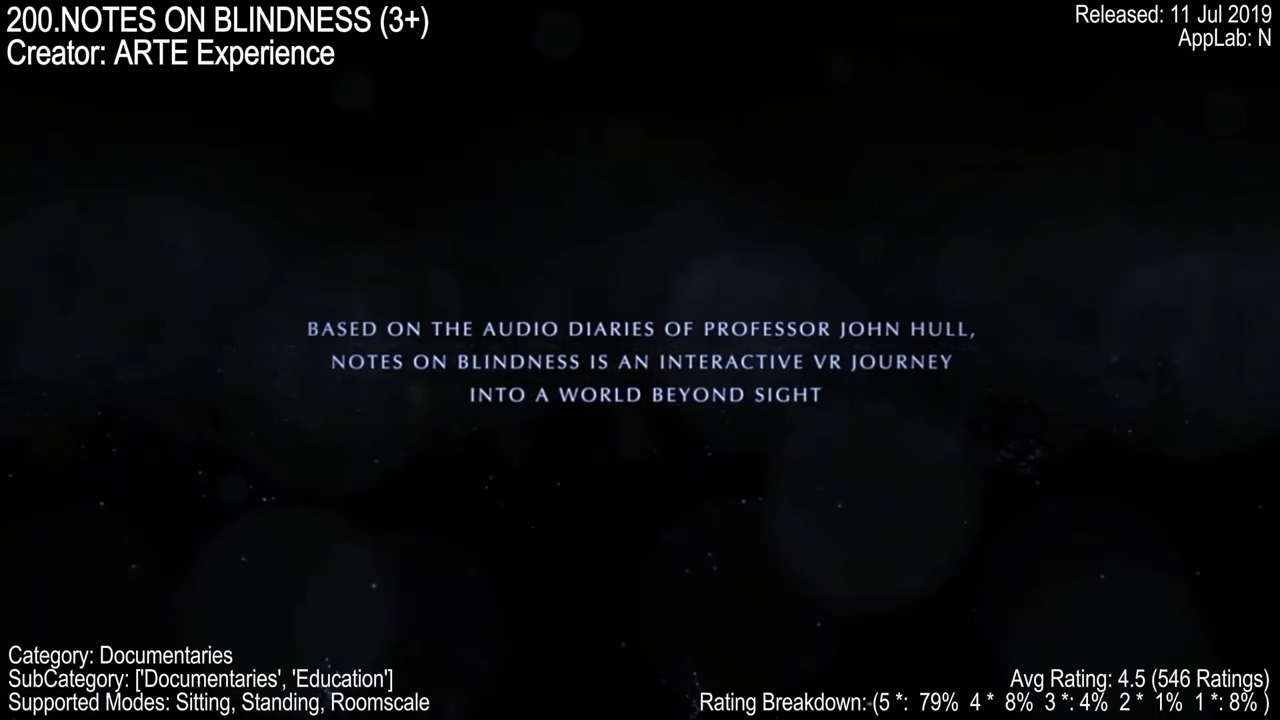 200.NOTES ON BLINDNESS (3+)
Creator: ARTE Experience
Released: 11 Jul 2019
AppLab: N
BASED ON THE AUDIO DIARIES OF PROFESSOR JOHN HULL,
NOTES ON BLINDNESS IS AN INTERACTIVE VR JOURNEY
INTO A WORLD BEYOND SIGHT
Category: Documentaries
SubCategory: ['Documentaries', 'Education']
Supported Modes: Sitting, Standing, Roomscale
Avg Rating: 4.5 (546 Ratings)
Rating Breakdown: (5 *: 79% 4 * 8% 3 *: 4% 2 * 1% 1 *: 8% )